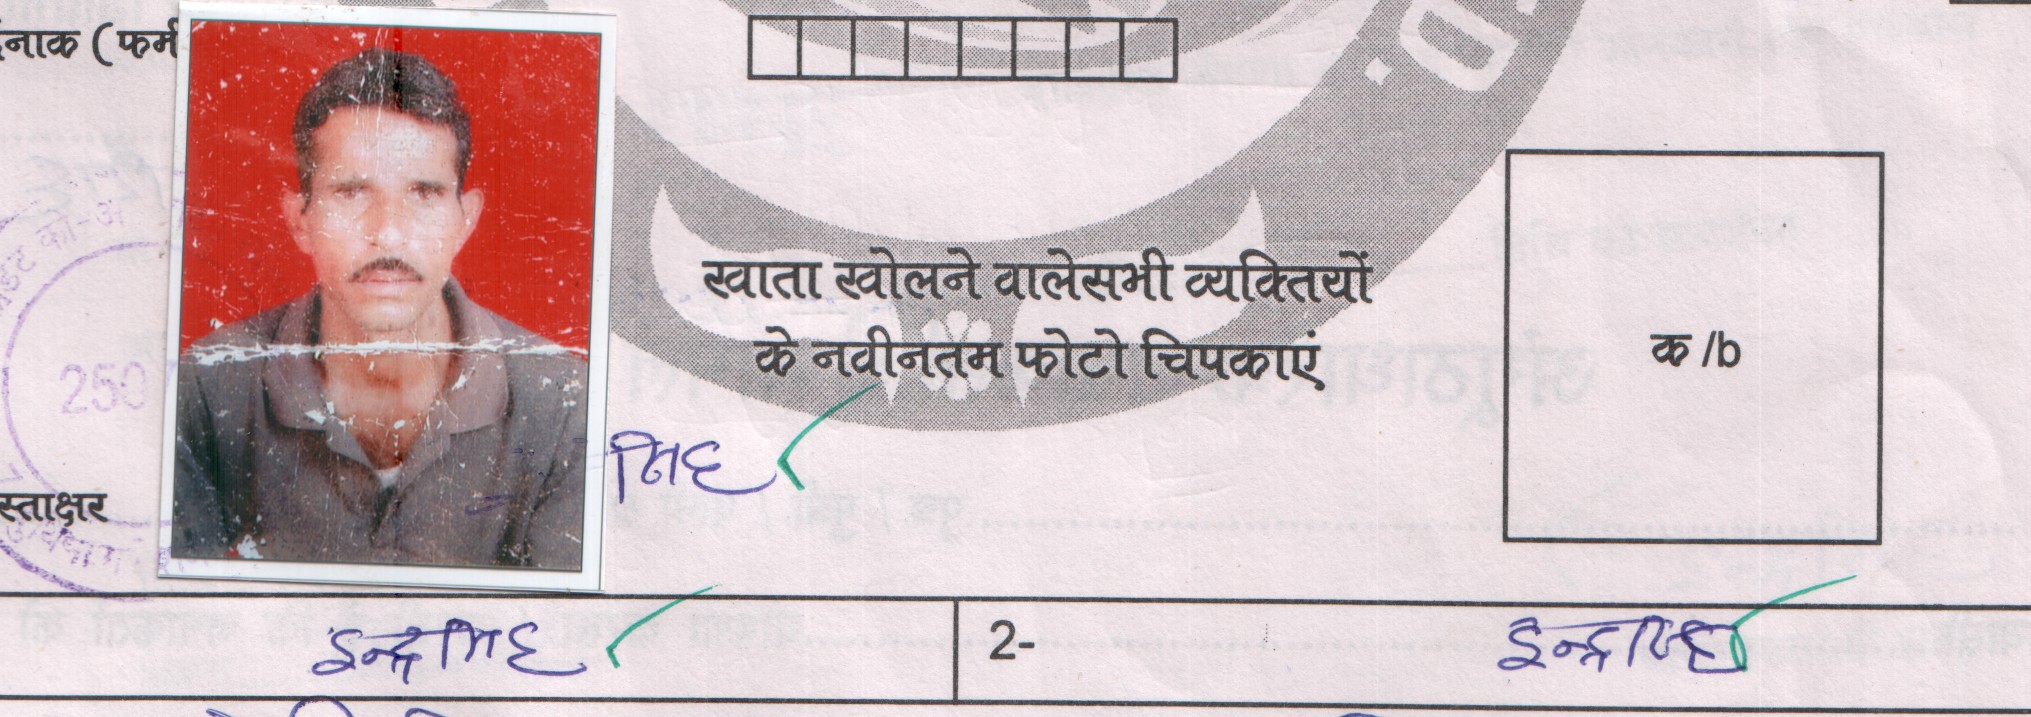 दिनाक ( फर्म
खाता खोलने वालेसभी व्यक्तियों
के नवीनतम फोटो चिपकाएं
क /b
250
सिंह
स्ताक्षर
इन्द्रसिंह
2-
इन्द्रसिंह